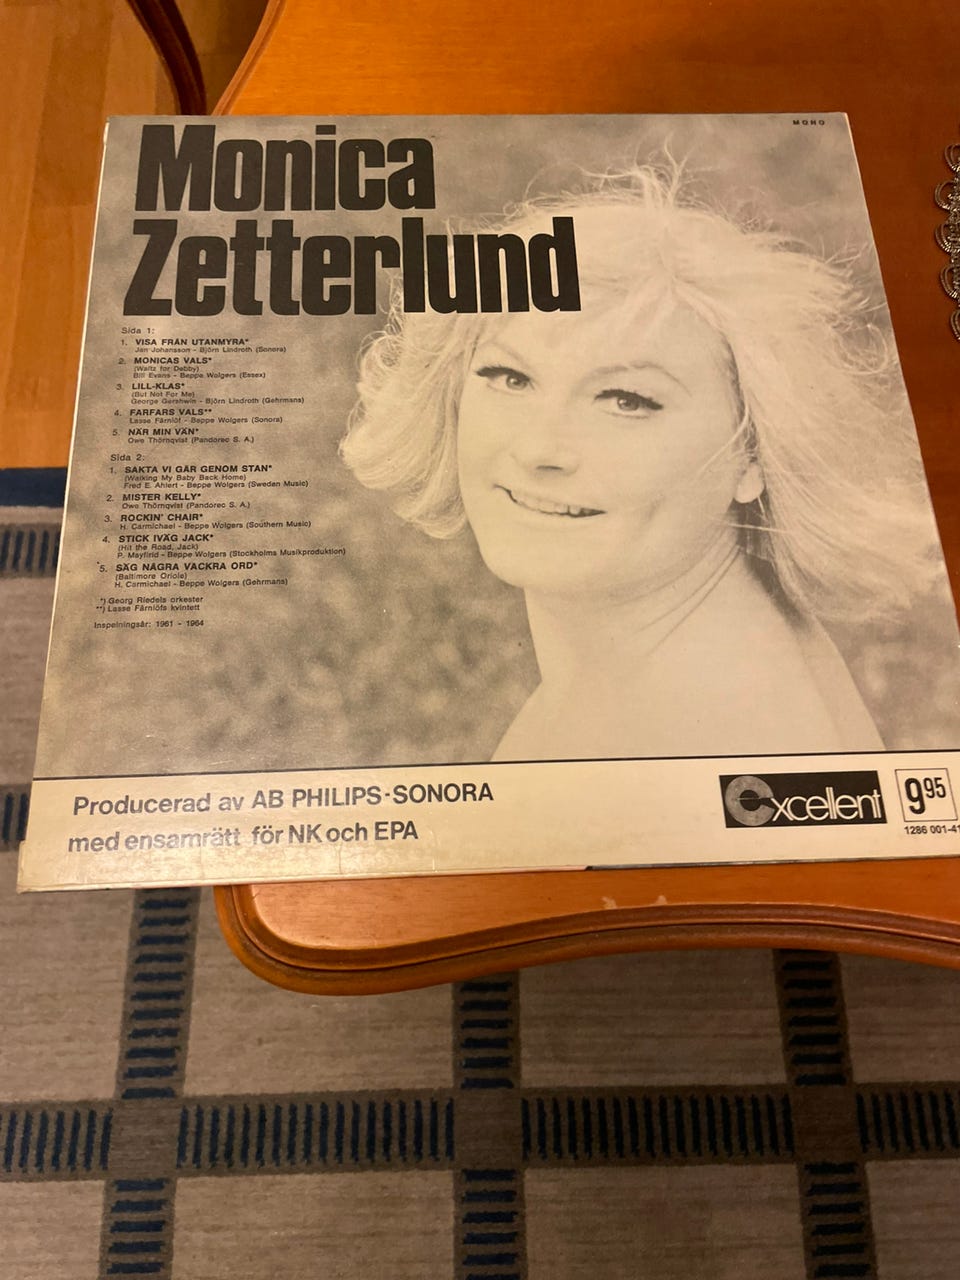 MONO
Monica
Zetterlund
Sida 1:
1. VISA FRÅN UTANMYRA*
Jan Johansson - Björn Lindroth (Sonora)
2. MONICAS VALS*
(Waltz for Debby)
Bill Evans - Beppe Wolgers (Essex)
3. LILL-KLAS*
(But Not For Me)
George Gershwin - Björn Lindroth (Gehrmans)
4. FARFARS VALS**
Lasse Färnlöf - Beppe Wolgers (Sonora)
5. NÄR MIN VÄN*
Owe Thörnqvist (Pandorec S. A.)
Sida 2:
1. SAKTA VI GÅR GENOM STAN*
(Walking My Baby Back Home)
Fred E. Ahlert - Beppe Wolgers (Sweden Music)
2. MISTER KELLY*
Owe Thörnqvist (Pandorec S. A.)
3. ROCKIN' CHAIR*
H. Carmichael - Beppe Wolgers (Southern Music)
4. STICK IVÄG JACK*
(Hit the Road, Jack)
P. Mayfirld - Beppe Wolgers (Stockholms Musikproduktion)
5. SÄG NÅGRA VACKRA ORD*
(Baltimore Oriole)
H. Carmichael - Beppe Wolgers (Gehrmans)
*) Georg Riedels orkester
**) Lasse Färnlöfs kvintett
Inspelningsår: 1961 - 1964
Producerad av AB PHILIPS-SONORA
med ensamrätt för NK och EPA
Excellent
9 95
1286 001-41